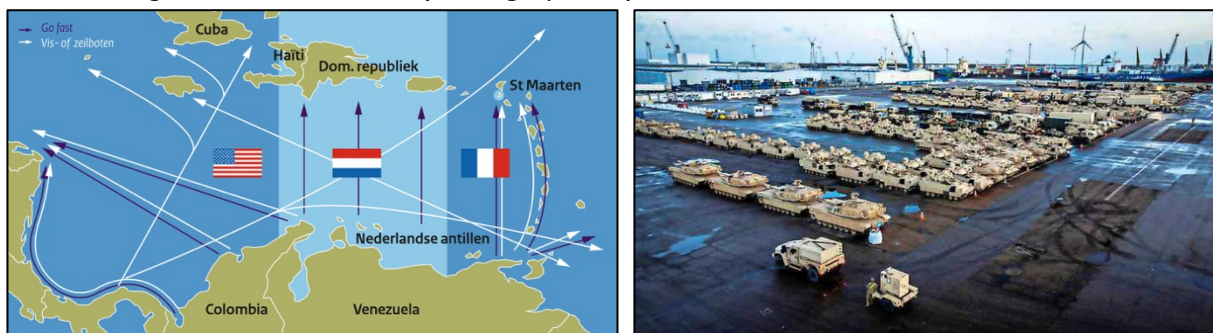 Go fast
Vis- of zeilboten
Cuba
Haïti
Dom. republiek
St Maarten
Nederlandse antillen
Colombia
Venezuela